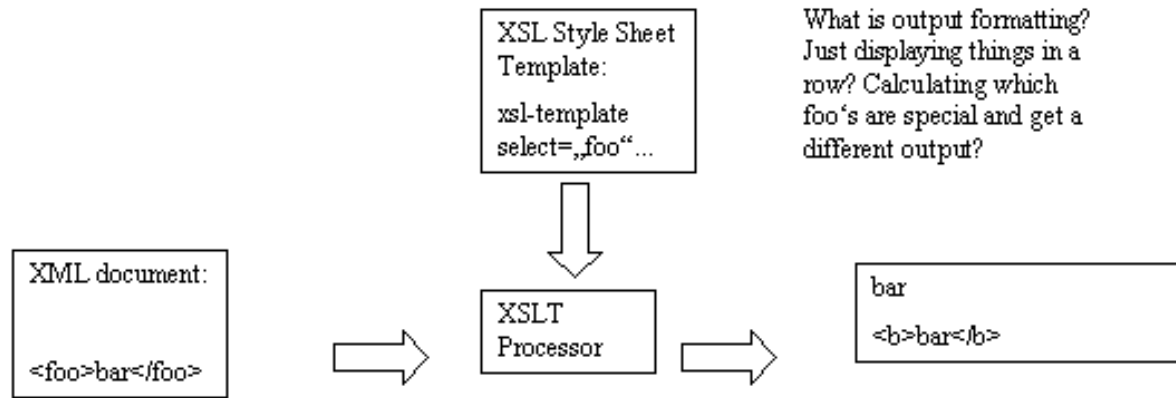 XSL Style Sheet
Template:
xsl-template
select=„foo“...
What is output formatting?
Just displaying things in a
row? Calculating which
foo‘s are special and get a
different output?
XML document:
<foo>bar</foo>
XSLT
Processor
bar
<b>bar</b>